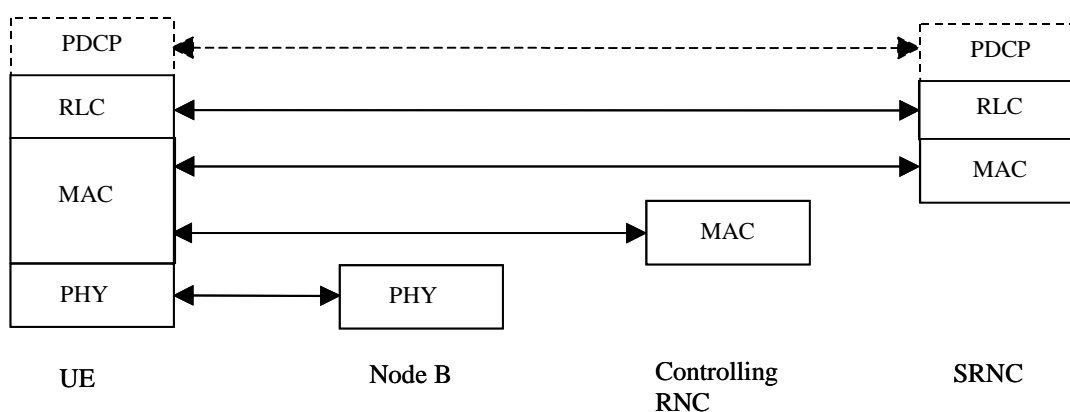 PDCP
PDCP
RLC
RLC
MAC
MAC
MAC
PHY
PHY
UE
Node B
Controlling
RNC
SRNC